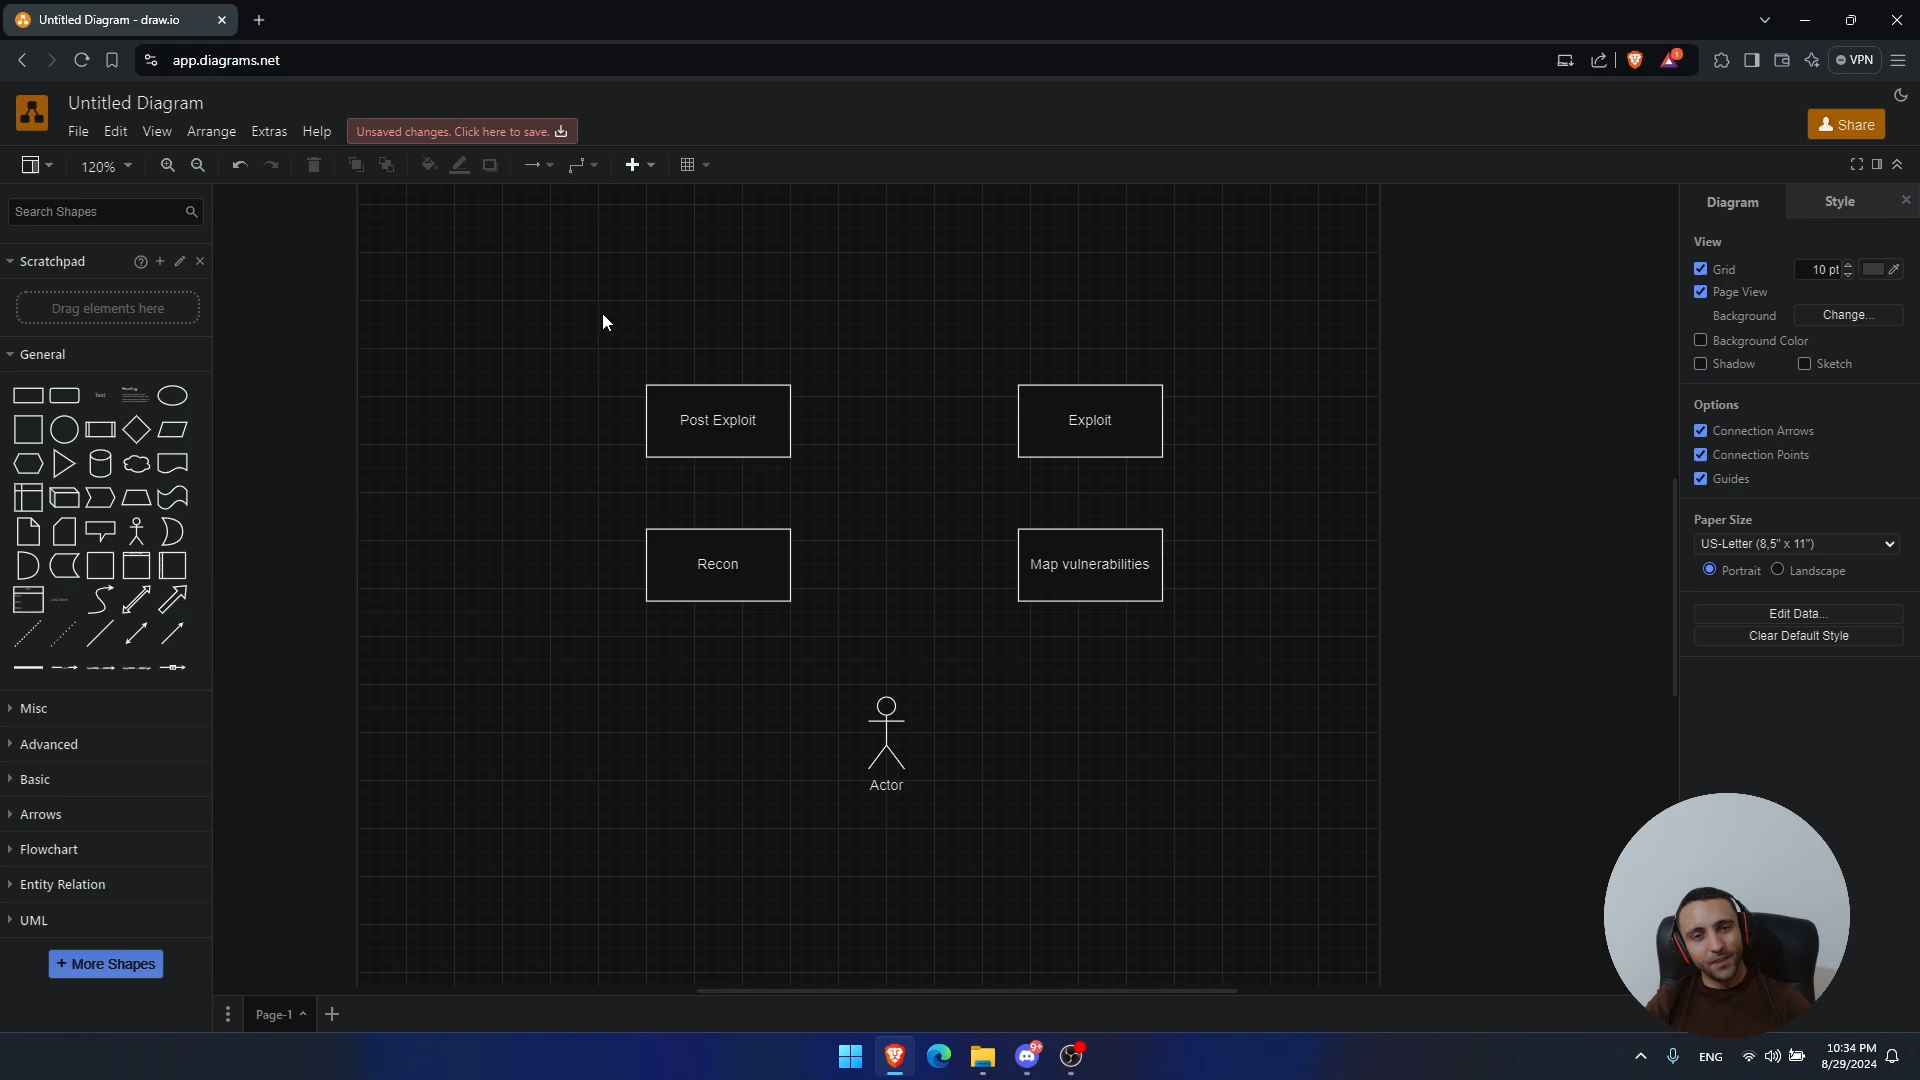 Untitled Diagram - draw.io
app.diagrams.net
1
VPN
Untitled Diagram
File Edit View Arrange Extras Help
Unsaved changes. Click here to save.
Share
120%
Search Shapes
Scratchpad
Drag elements here
General
Text
Heading
Misc
Advanced
Basic
Arrows
Flowchart
Entity Relation
UML
+ More Shapes
Post Exploit
Exploit
Recon
Map vulnerabilities
Actor
Diagram
Style
View
Grid
10 pt
Page View
Background
Change...
Background Color
Shadow
Sketch
Options
Connection Arrows
Connection Points
Guides
Paper Size
US-Letter (8,5" x 11")
Portrait
Landscape
Edit Data...
Clear Default Style
Page-1
9+
ENG
10:34 PM
8/29/2024